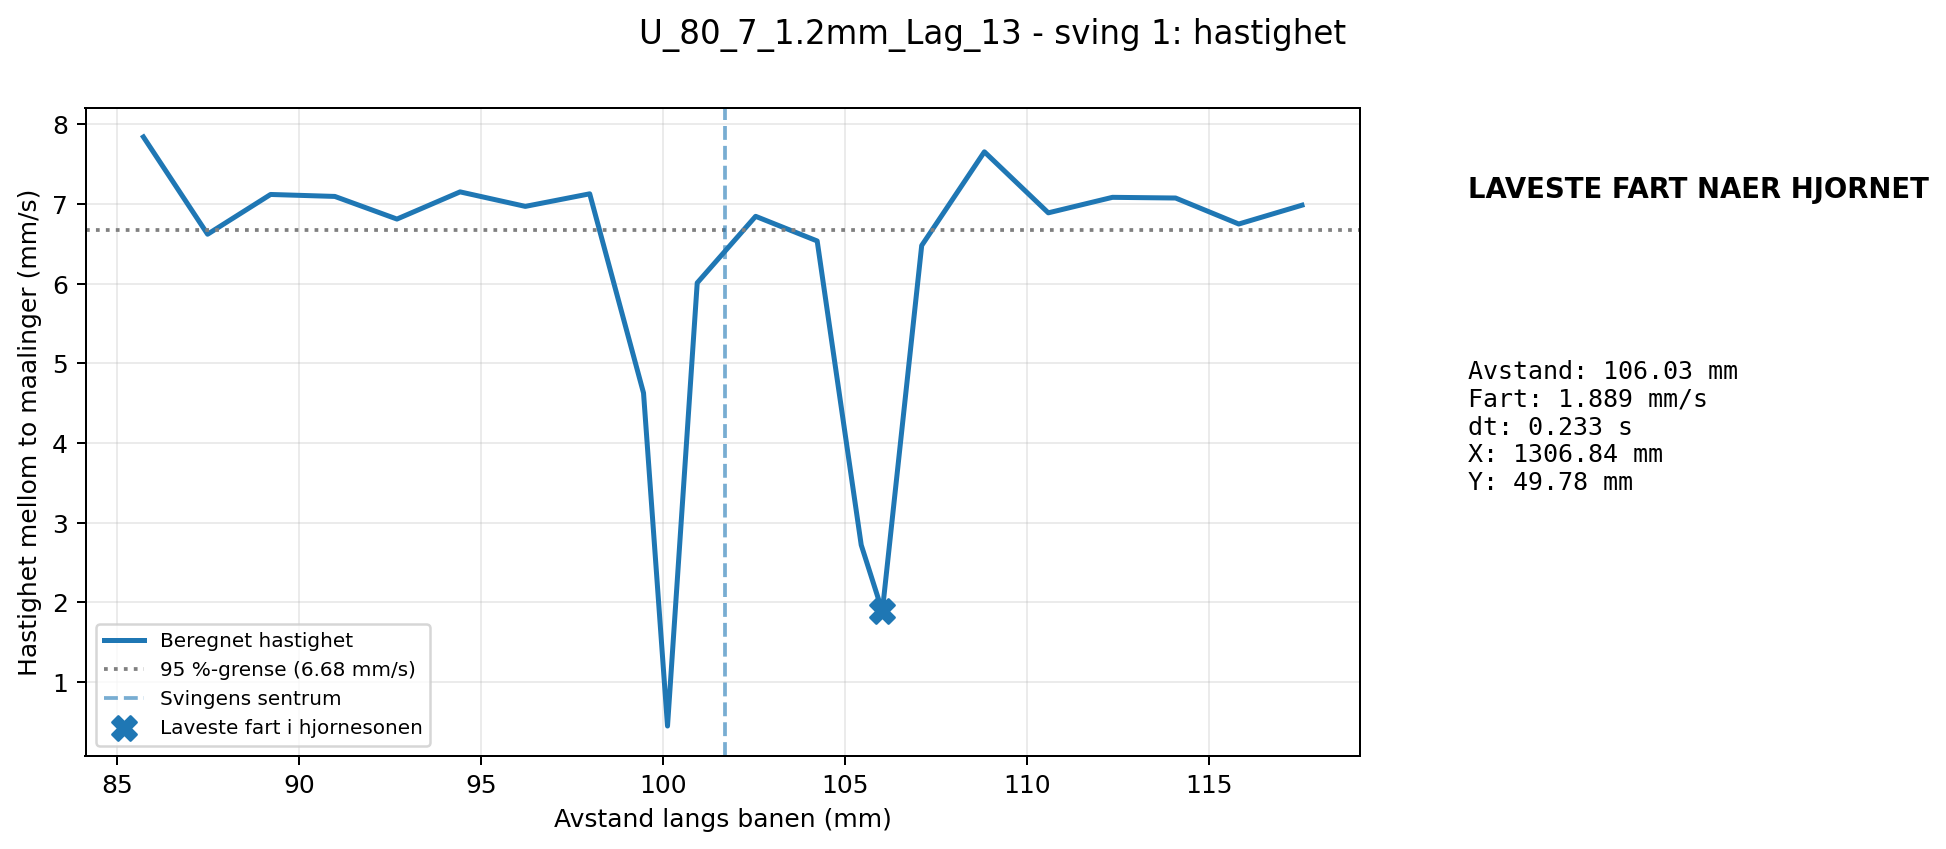 U_80_7_1.2mm_Lag_13 - sving 1: hastighet
Hastighet mellom to maalinger (mm/s)
8
7
6
5
4
3
2
1
Beregnet hastighet
95 %-grense (6.68 mm/s)
Svingens sentrum
Laveste fart i hjornesonen
85 90 95 100 105 110 115
Avstand langs banen (mm)
LAVESTE FART NAER HJORNET
Avstand: 106.03 mm
Fart: 1.889 mm/s
dt: 0.233 s
X: 1306.84 mm
Y: 49.78 mm